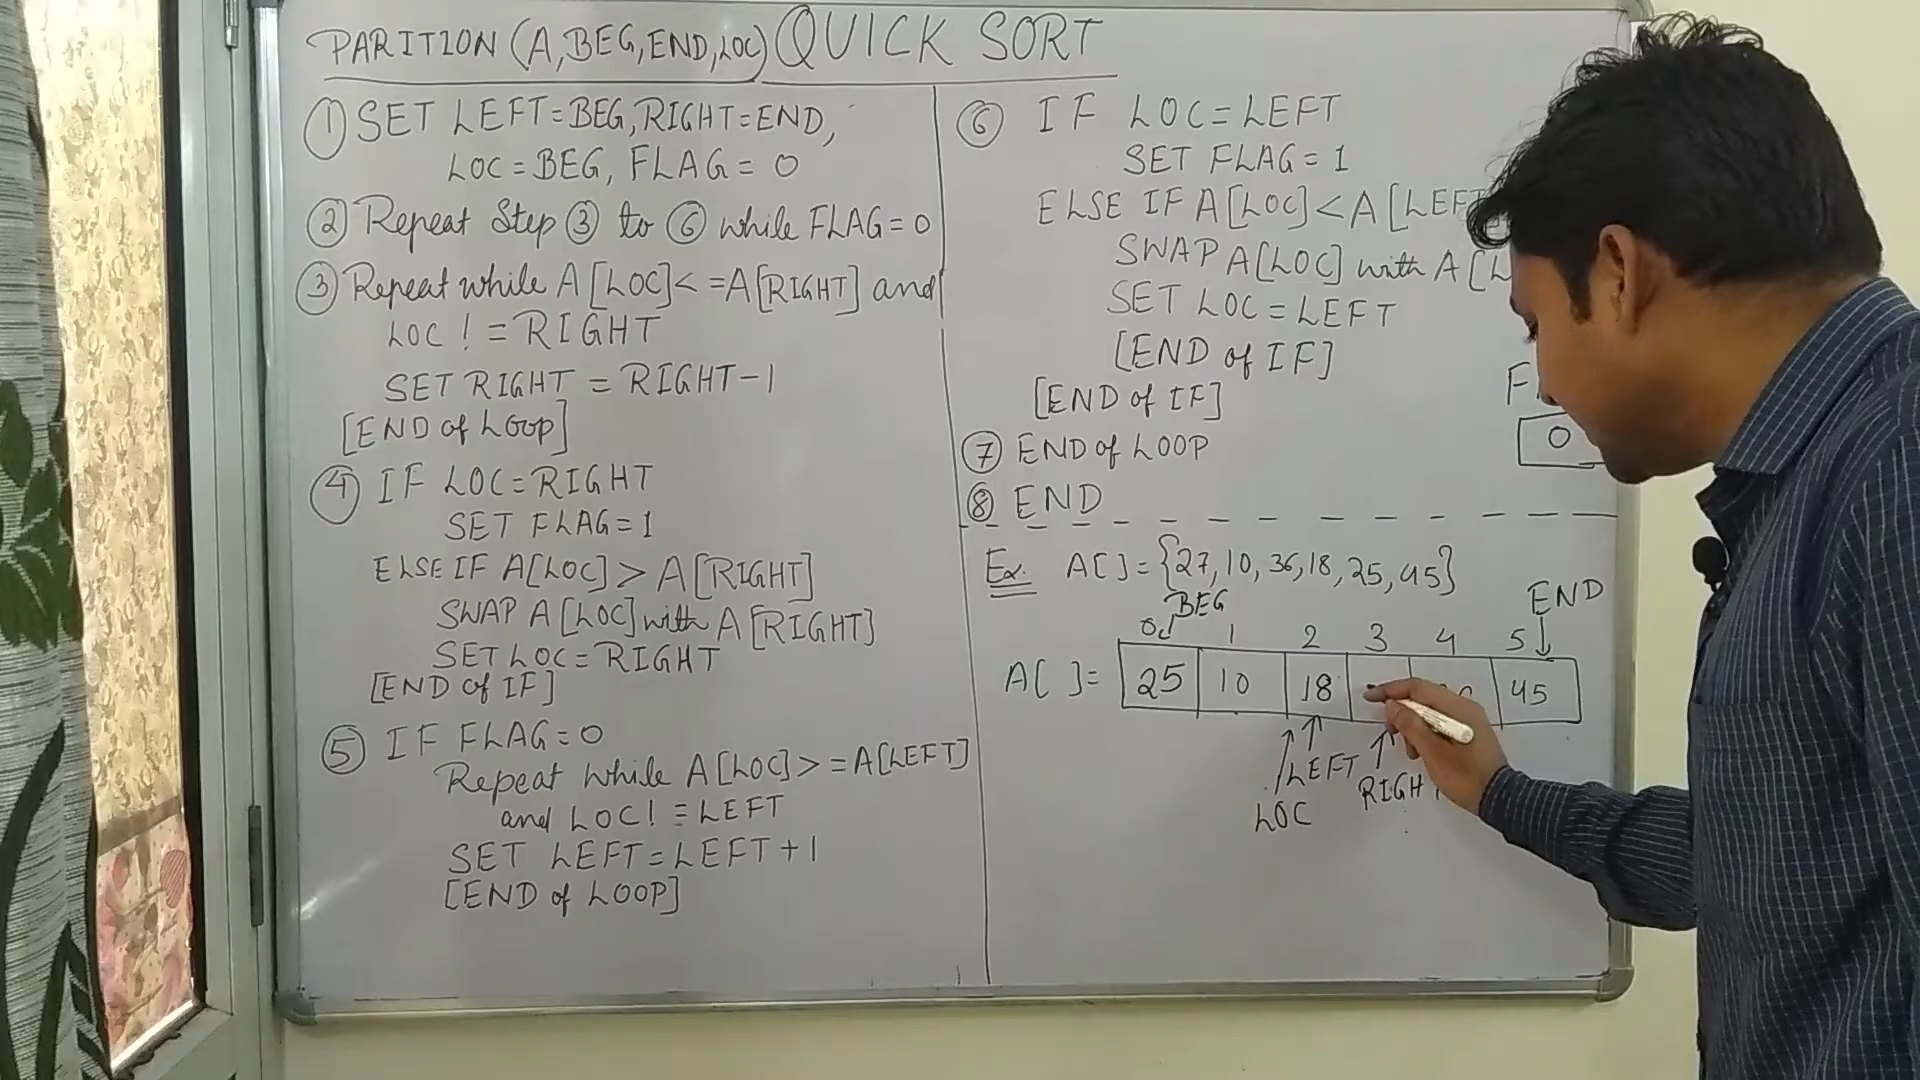 PARITION (A, BEG, END, LOC) QUICK SORT
① SET LEFT=BEG, RIGHT=END,
LOC = BEG, FLAG = 0
② Repeat Step ③ to ⑥ while FLAG = 0
③ Repeat while A[LOC]< =A[RIGHT] and
LOC ! = RIGHT
SET RIGHT = RIGHT-1
[END of LOOP]
④ IF LOC=RIGHT
SET FLAG=1
ELSE IF A[LOC] > A[RIGHT]
SWAP A[LOC] with A[RIGHT]
SET LOC = RIGHT
[END of IF]
⑤ IF FLAG=0
Repeat while A[LOC] > =A[LEFT]
and LOC! =LEFT
SET LEFT=LEFT+1
[END of LOOP]
⑥ IF LOC=LEFT
SET FLAG=1
ELSE IF A[LOC]<A[LEFT
SWAP A[LOC] with A[L
SET LOC=LEFT
[END of IF]
[END of IF]
⑦ END of LOOP
⑧ END
F
0
Ex. A[]={27, 10, 36, 18, 25, 45}
BEG END
0 1 2 3 4 5
A[ ]= 25 10 18 45
LEFT RIGH
LOC